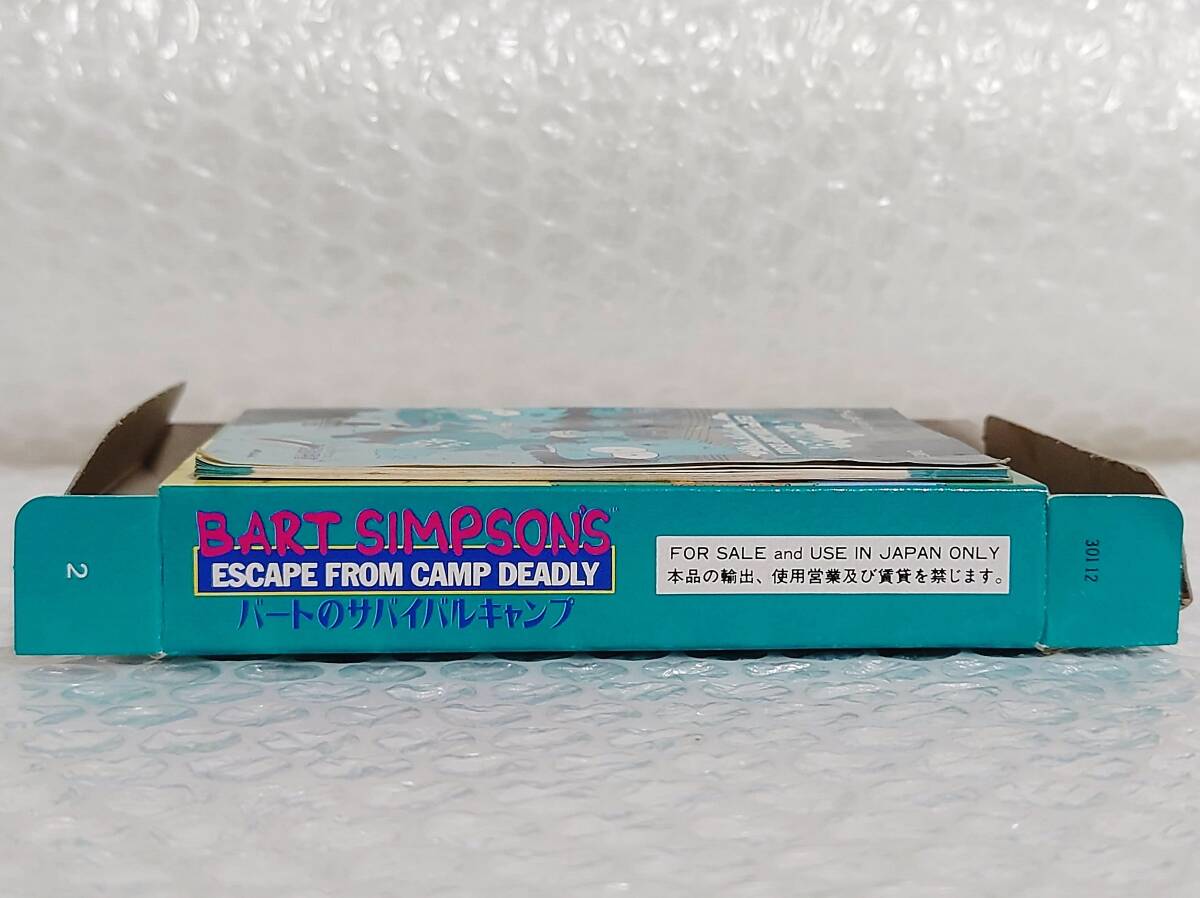 BART SIMPSON'S™
ESCAPE FROM CAMP DEADLY
バートのサバイバルキャンプ
FOR SALE and USE IN JAPAN ONLY
本品の輸出、使用営業及び賃貸を禁じます。
2
30112